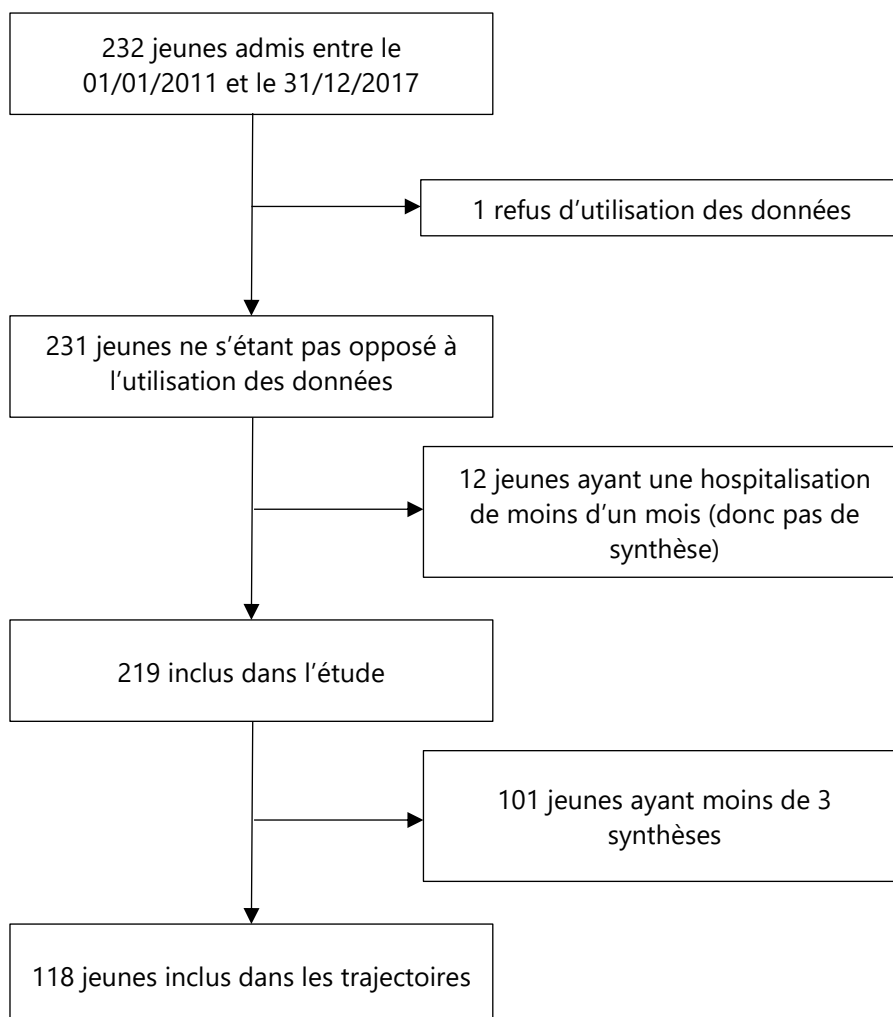 232 jeunes admis entre le
01/01/2011 et le 31/12/2017
1 refus d’utilisation des données
231 jeunes ne s’étant pas opposé à
l’utilisation des données
12 jeunes ayant une hospitalisation
de moins d’un mois (donc pas de
synthèse)
219 inclus dans l’étude
101 jeunes ayant moins de 3
synthèses
118 jeunes inclus dans les trajectoires